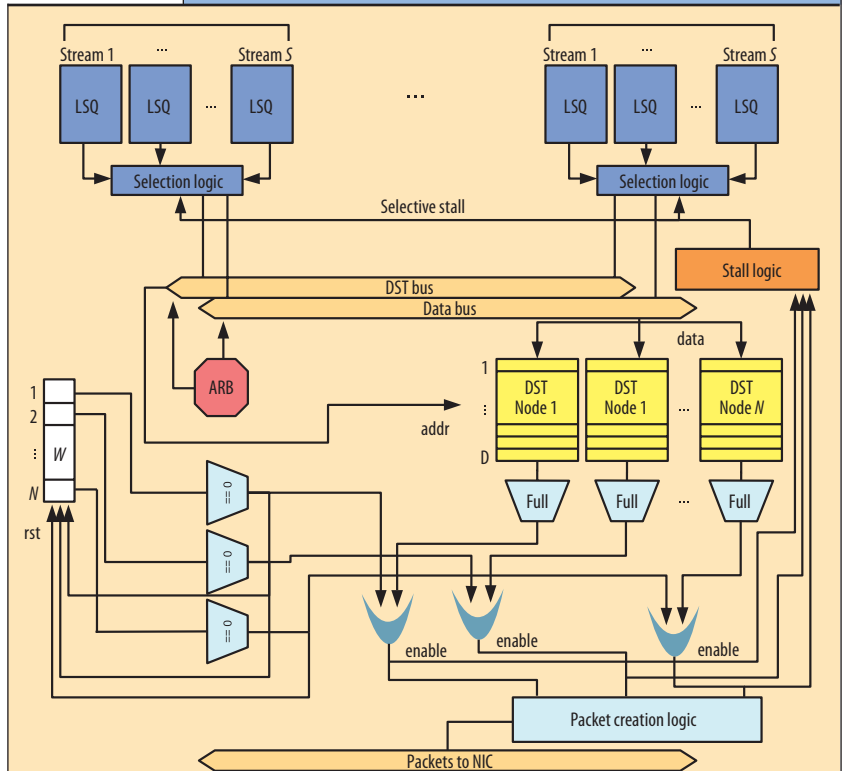 Stream 1 ... Stream S
LSQ LSQ ... LSQ
Selection logic
...
Stream 1 ... Stream S
LSQ LSQ ... LSQ
Selection logic
Selective stall
Stall logic
DST bus
Data bus
data
ARB
addr
1
2
⋮
W
N
rst
== 0
== 0
== 0
1
⋮
D
DST
Node 1
DST
Node 1
...
DST
Node N
Full
Full
...
Full
enable
enable
enable
Packet creation logic
Packets to NIC